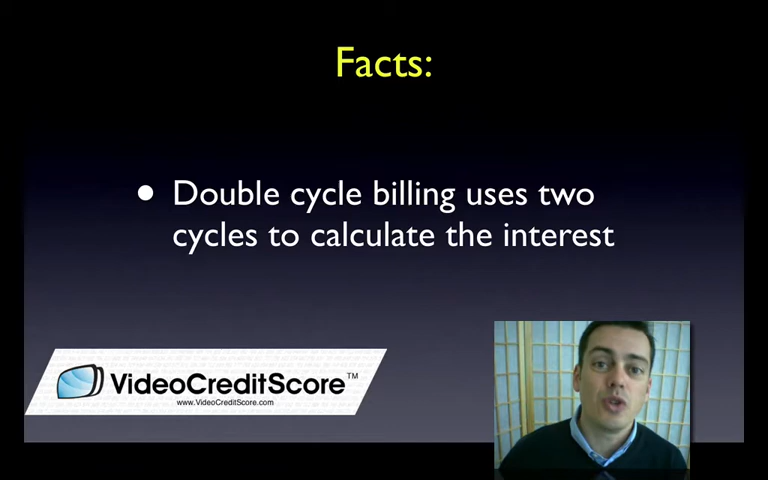 Facts:
• Double cycle billing uses two
cycles to calculate the interest
VideoCreditScore™
www.VideoCreditScore.com